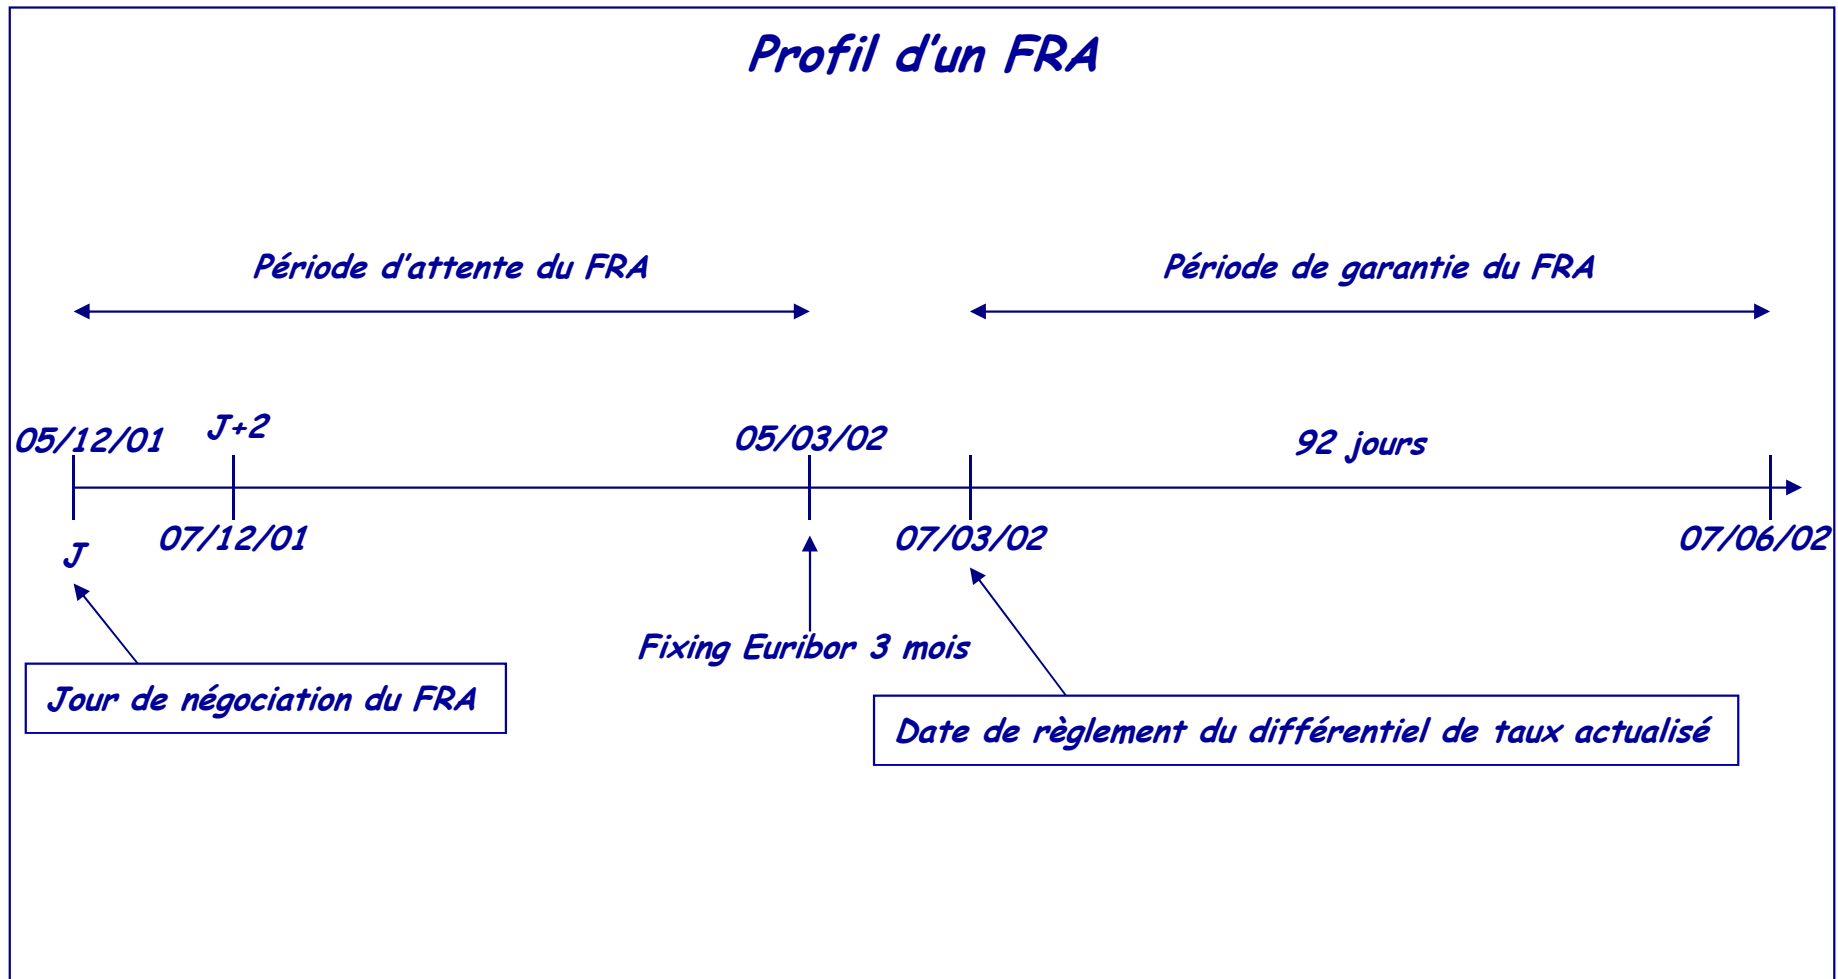 Profil d'un FRA
Période d'attente du FRA
Période de garantie du FRA
05/12/01
J+2
05/03/02
92 jours
J
07/12/01
07/03/02
07/06/02
Fixing Euribor 3 mois
Jour de négociation du FRA
Date de règlement du différentiel de taux actualisé